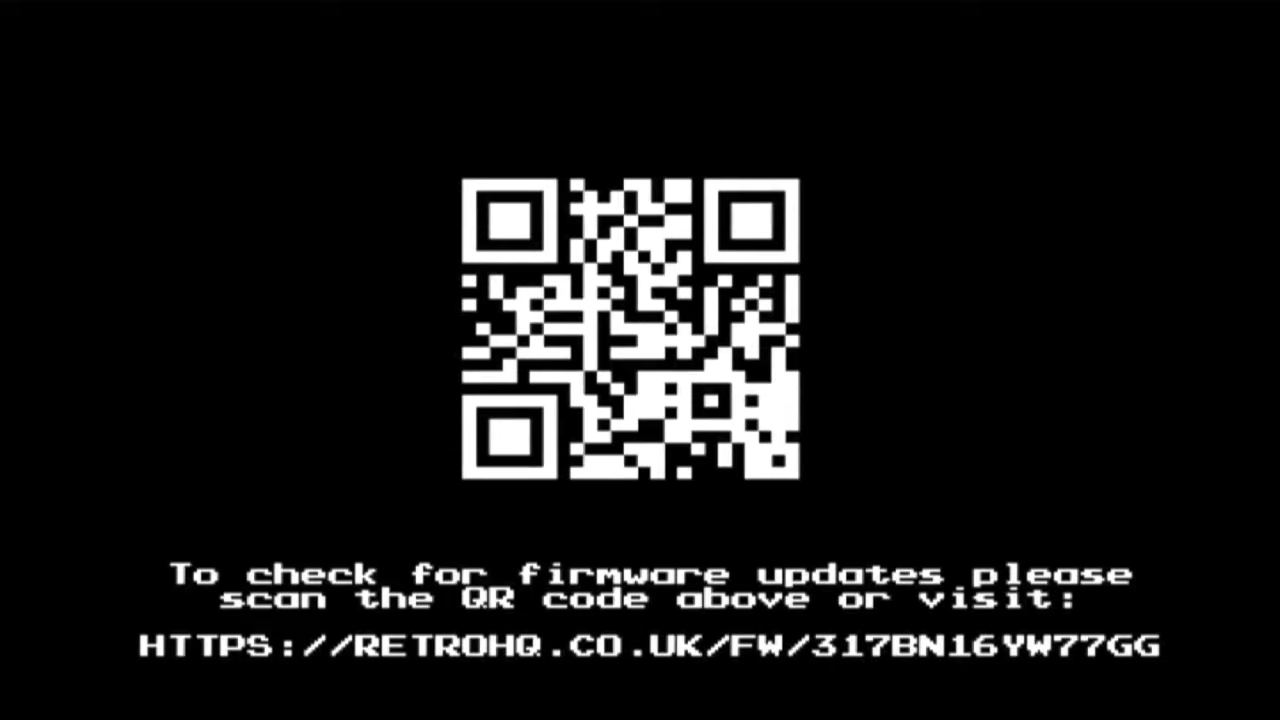 To check for firmware updates please
scan the QR code above or visit:
HTTPS://RETROHQ.CO.UK/FW/317BN16YW77GG